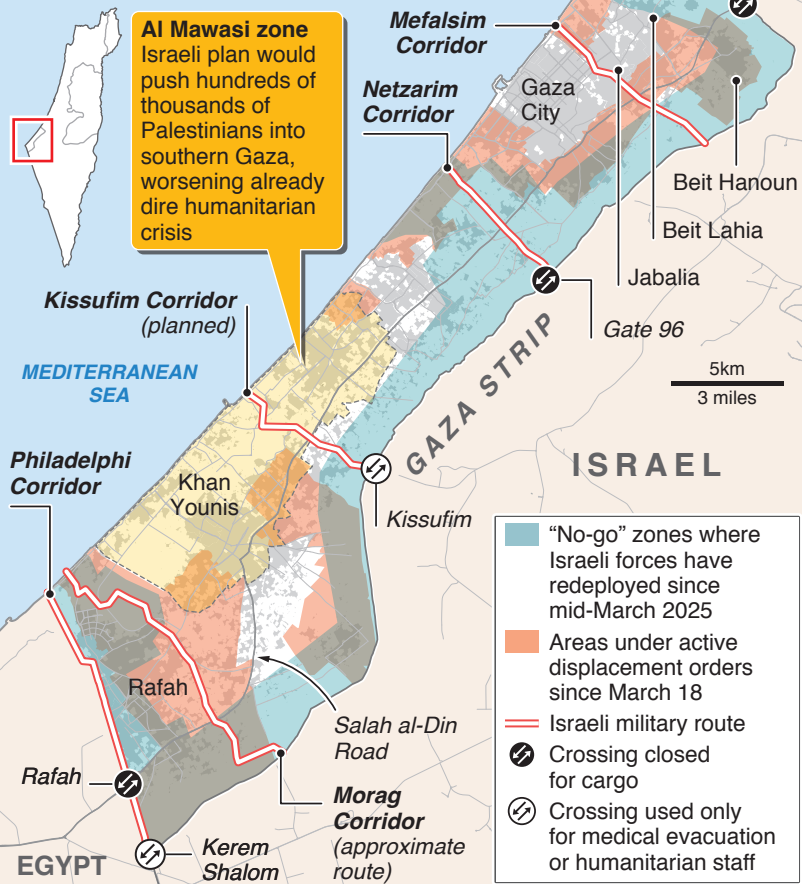 Al Mawasi zone
Israeli plan would
push hundreds of
thousands of
Palestinians into
southern Gaza,
worsening already
dire humanitarian
crisis
Mefalsim
Corridor
Netzarim
Corridor
Gaza
City
Beit Hanoun
Beit Lahia
Jabalia
Gate 96
Kissufim Corridor
(planned)
MEDITERRANEAN
SEA
GAZA STRIP
5km
3 miles
ISRAEL
Philadelphi
Corridor
Khan
Younis
Kissufim
Rafah
Salah al-Din
Road
Rafah
Morag
Corridor
(approximate
route)
Kerem
Shalom
EGYPT
“No-go” zones where
Israeli forces have
redeployed since
mid-March 2025
Areas under active
displacement orders
since March 18
Israeli military route
Crossing closed
for cargo
Crossing used only
for medical evacuation
or humanitarian staff